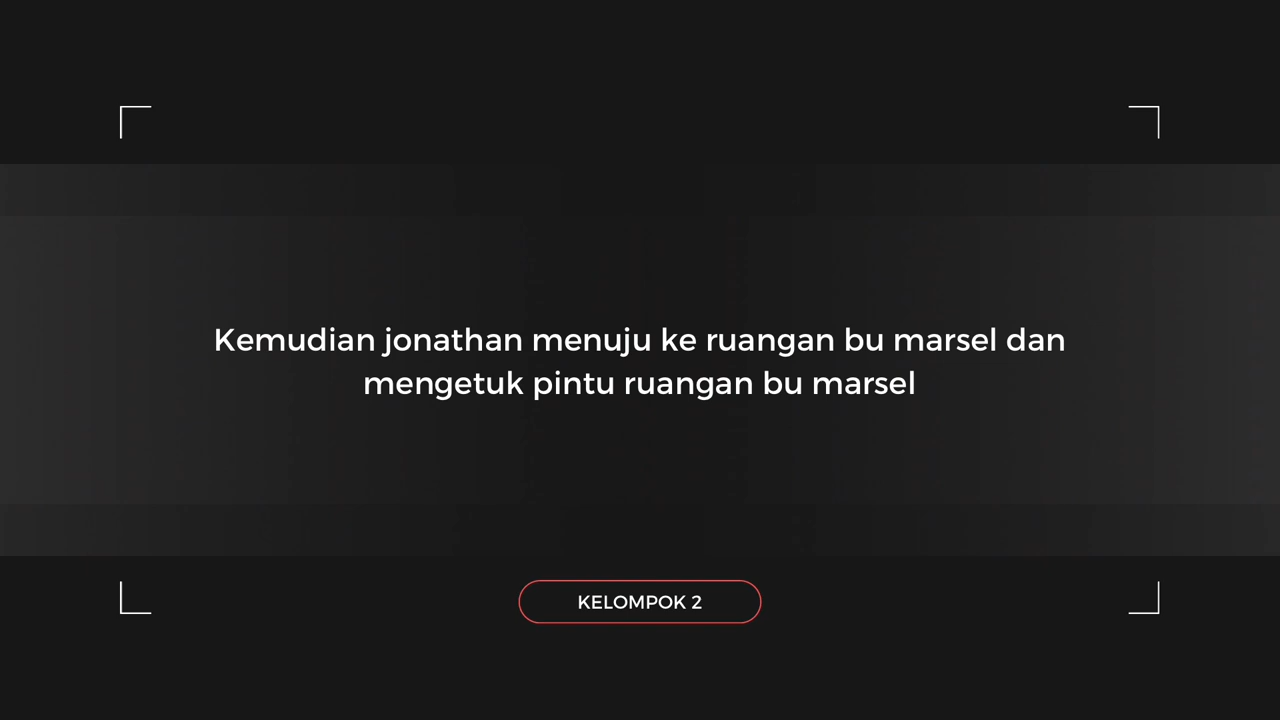 Kemudian jonathan menuju ke ruangan bu marsel dan
mengetuk pintu ruangan bu marsel
KELOMPOK 2